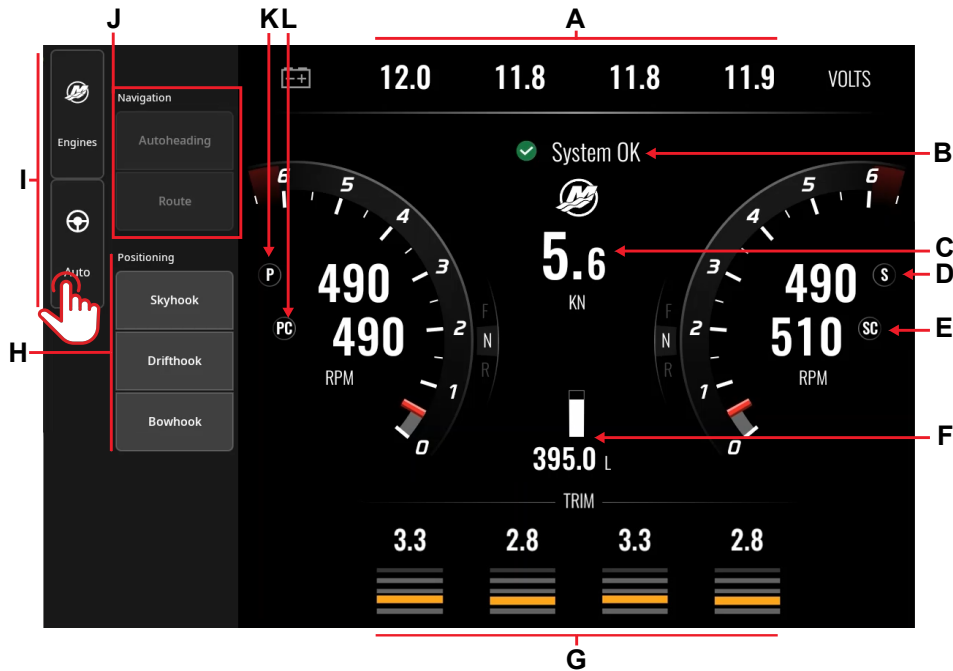 J
K L
A
12.0 11.8 11.8 11.9 VOLTS
Engines
Navigation
Autoheading
Route
I
System OK
B
6 5 4 3 2 1 0
6 5 4 3 2 1 0
5.6
KN
C
P
490
490
S
D
Auto
Positioning
Skyhook
PC
490
510
SC
E
F
N
R
F
N
R
RPM
RPM
H
Drifthook
Bowhook
395.0 L
F
TRIM
3.3 2.8 3.3 2.8
G